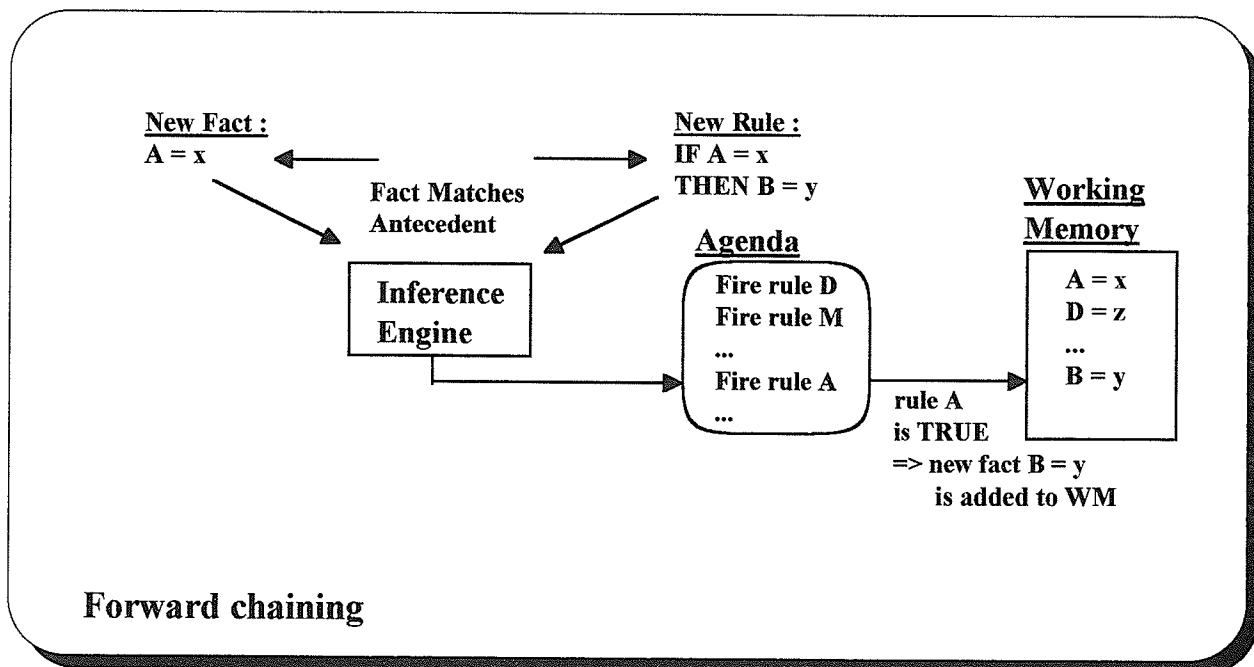 New Fact :
A = x
Fact Matches
Antecedent
New Rule :
IF A = x
THEN B = y
Inference
Engine
Agenda
Fire rule D
Fire rule M
...
Fire rule A
...
rule A
is TRUE
=> new fact B = y
is added to WM
Working
Memory
A = x
D = z
...
B = y
Forward chaining